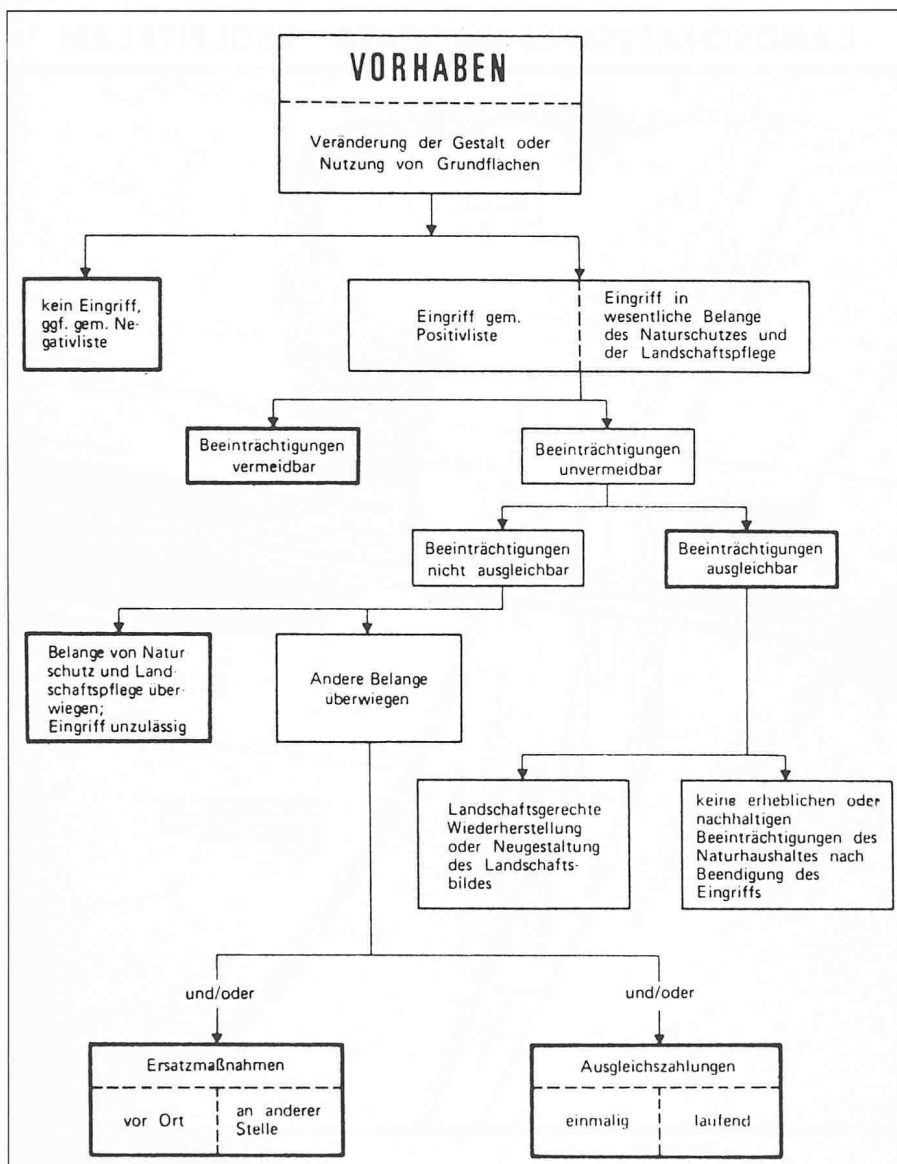 VORHABEN
Veränderung der Gestalt oder
Nutzung von Grundflächen
kein Eingriff,
ggf. gem. Ne-
gativliste
Eingriff gem.
Positivliste
Eingriff in
wesentliche Belange
des Naturschutzes und
der Landschaftspflege
Beeinträchtigungen
vermeidbar
Beeinträchtigungen
unvermeidbar
Beeinträchtigungen
nicht ausgleichbar
Beeinträchtigungen
ausgleichbar
Belange von Natur-
schutz und Land-
schaftspflege über-
wiegen;
Eingriff unzulässig
Andere Belange
überwiegen
Landschaftsgerechte
Wiederherstellung
oder Neugestaltung
des Landschafts-
bildes
keine erheblichen oder
nachhaltigen
Beeinträchtigungen des
Naturhaushaltes nach
Beendigung des
Eingriffs
und/oder
und/oder
Ersatzmaßnahmen
vor Ort
an anderer
Stelle
Ausgleichszahlungen
einmalig
laufend